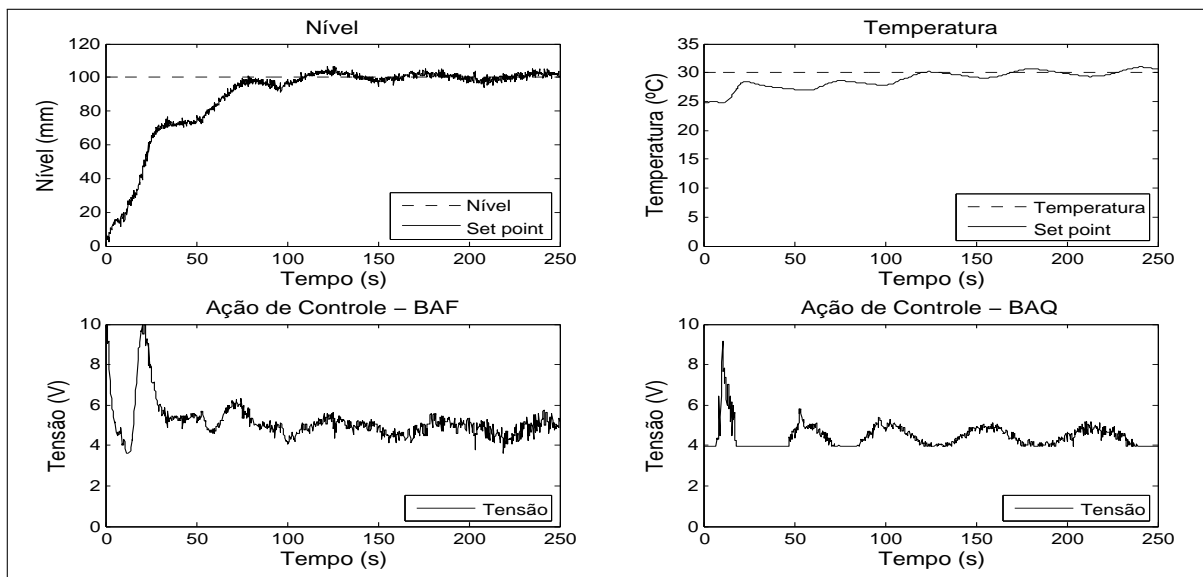 Nível
120
100
80
60
40
20
0
Nível (mm)
Nível
Set point
0 50 100 150 200 250
Tempo (s)
Temperatura
35
30
25
20
15
10
5
0
Temperatura (ºC)
Temperatura
Set point
0 50 100 150 200 250
Tempo (s)
Ação de Controle – BAF
10
8
6
4
2
0
Tensão (V)
Tensão
0 50 100 150 200 250
Tempo (s)
Ação de Controle – BAQ
10
8
6
4
2
0
Tensão (V)
Tensão
0 50 100 150 200 250
Tempo (s)